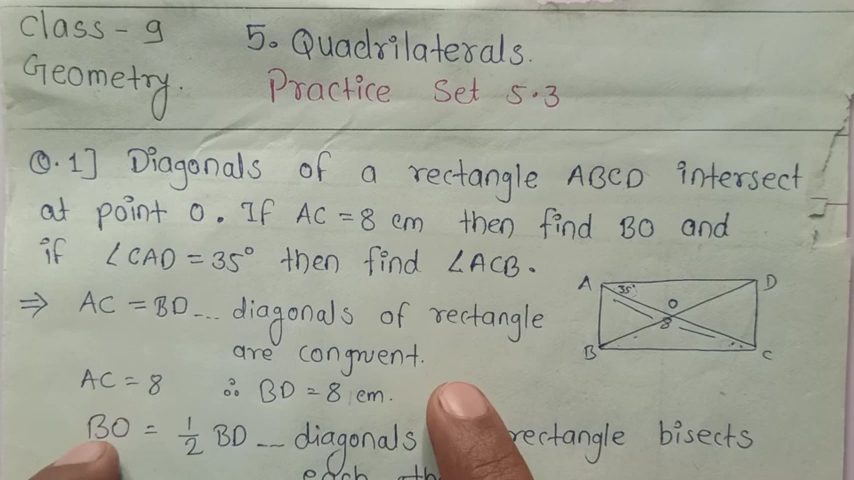 Class - 9
5. Quadrilaterals.
Geometry.
Practice Set 5.3
Q.1] Diagonals of a rectangle ABCD intersect
at point O. If AC = 8 cm then find BO and
if ∠CAD = 35° then find ∠ACB.
A 35° D
O
8
B C
⇒ AC = BD... diagonals of rectangle
are congruent.
AC = 8 ∴ BD = 8 cm.
BO = 1/2 BD ... diagonals rectangle bisects
each